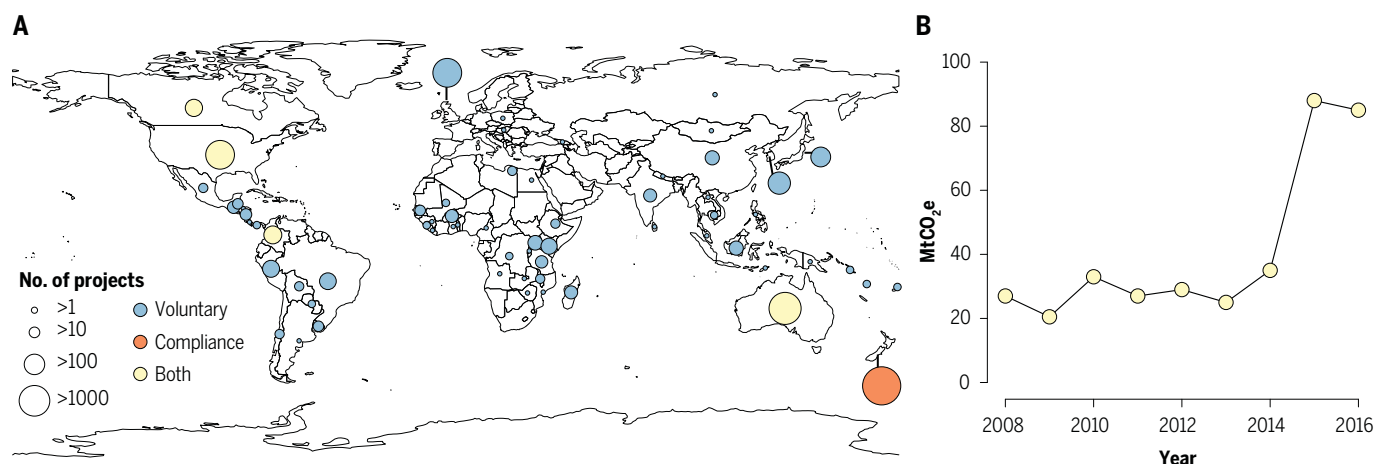 A
No. of projects
>1
>10
>100
>1000
Voluntary
Compliance
Both
B
MtCO₂e
100
80
60
40
20
0
2008 2010 2012 2014 2016
Year